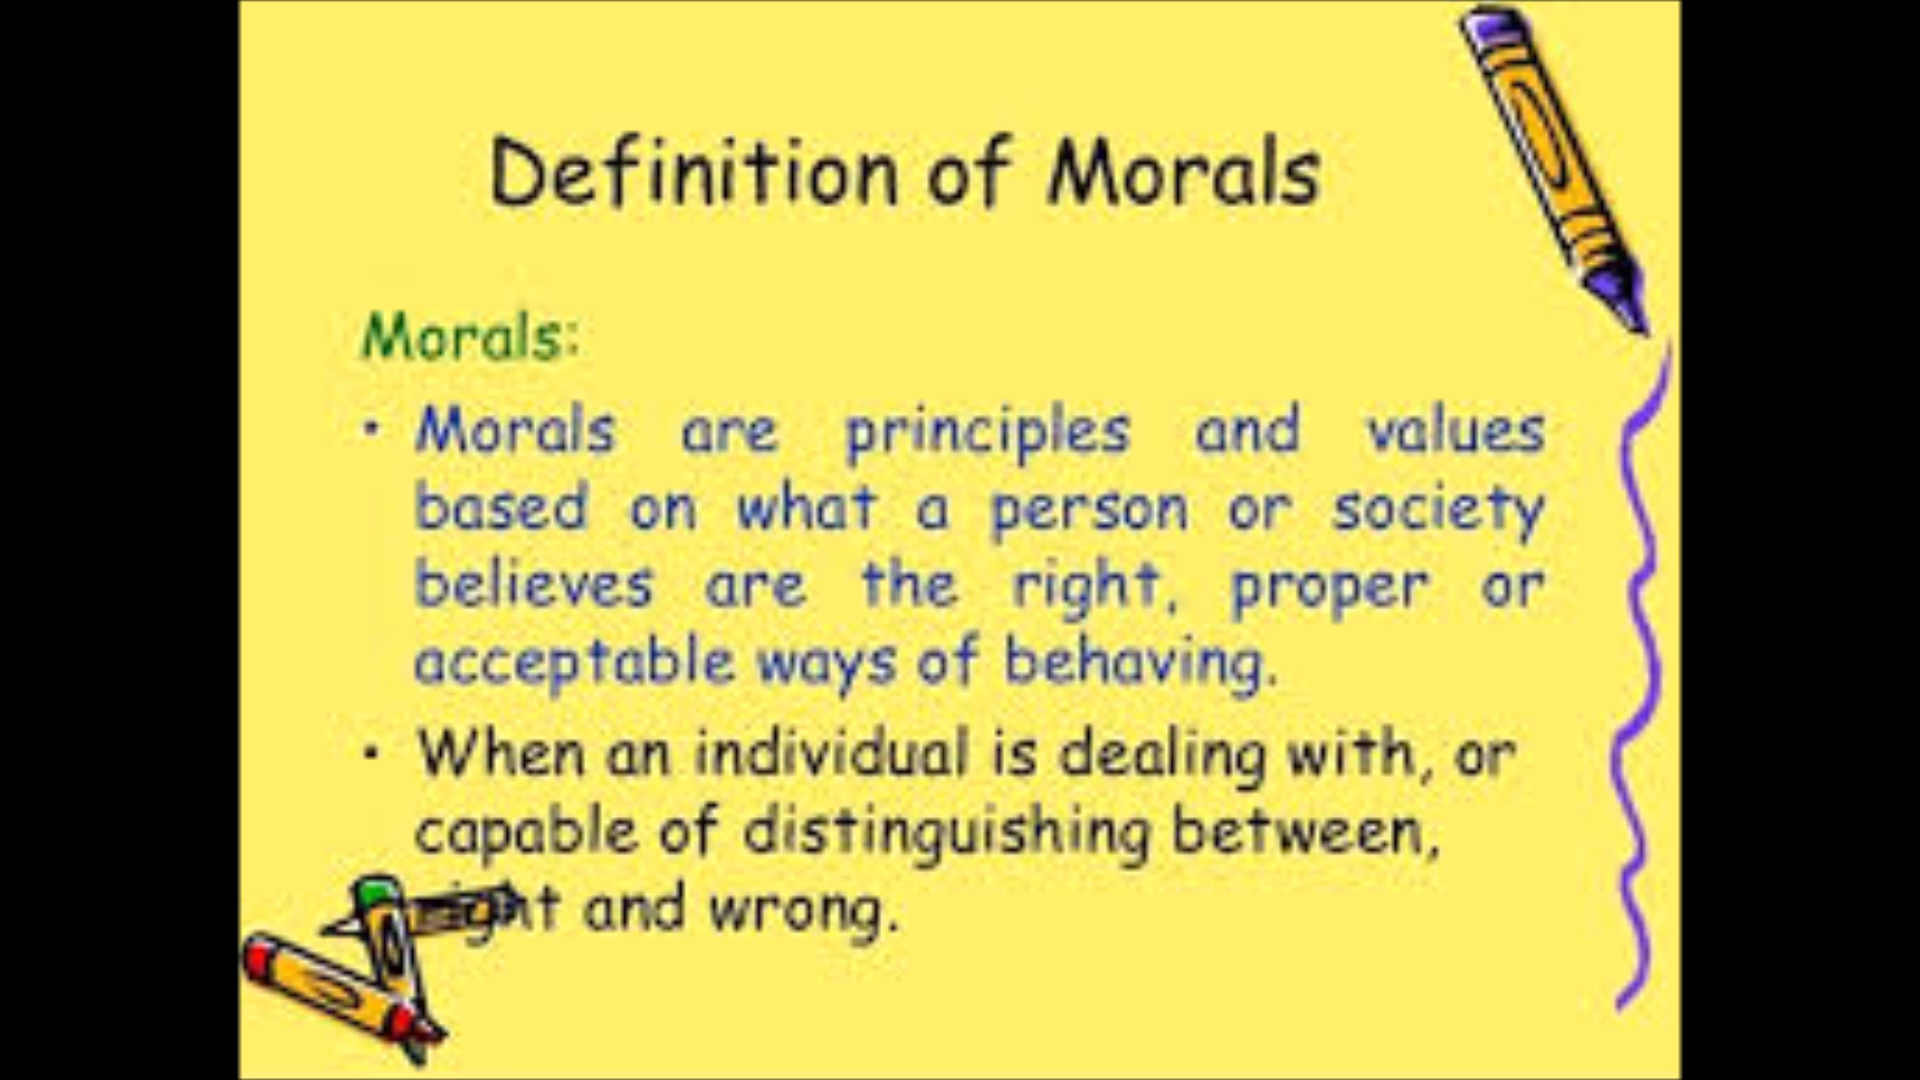 Definition of Morals
Morals:
• Morals are principles and values
based on what a person or society
believes are the right, proper or
acceptable ways of behaving.
• When an individual is dealing with, or
capable of distinguishing between,
right and wrong.